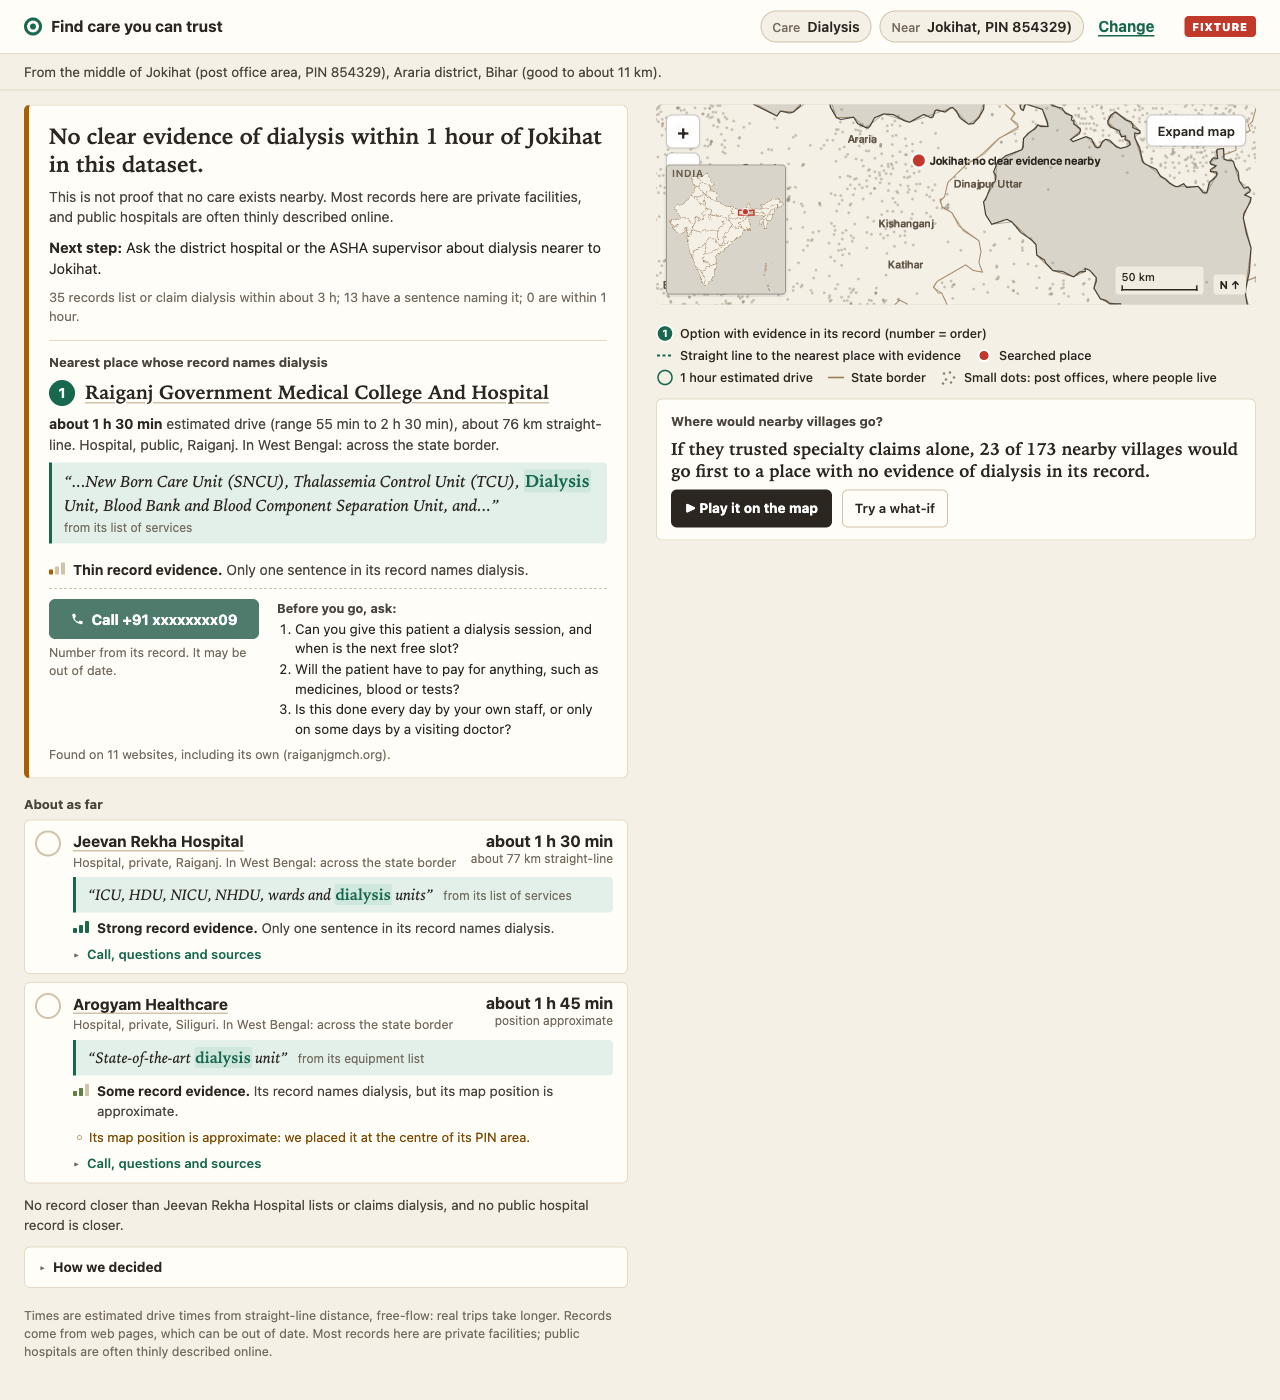 Find care you can trust
Care Dialysis
Near Jokihat, PIN 854329)
Change
FIXTURE
From the middle of Jokihat (post office area, PIN 854329), Araria district, Bihar (good to about 11 km).
No clear evidence of dialysis within 1 hour of Jokihat
in this dataset.
This is not proof that no care exists nearby. Most records here are private facilities,
and public hospitals are often thinly described online.
Next step: Ask the district hospital or the ASHA supervisor about dialysis nearer to
Jokihat.
35 records list or claim dialysis within about 3 h; 13 have a sentence naming it; 0 are within 1
hour.
Nearest place whose record names dialysis
1 Raiganj Government Medical College And Hospital
about 1 h 30 min estimated drive (range 55 min to 2 h 30 min), about 76 km straight-
line. Hospital, public, Raiganj. In West Bengal: across the state border.
“…New Born Care Unit (SNCU), Thalassemia Control Unit (TCU), Dialysis
Unit, Blood Bank and Blood Component Separation Unit, and…”
from its list of services
Thin record evidence. Only one sentence in its record names dialysis.
Call +91 xxxxxxxx09
Number from its record. It may be
out of date.
Before you go, ask:
1. Can you give this patient a dialysis session, and
when is the next free slot?
2. Will the patient have to pay for anything, such as
medicines, blood or tests?
3. Is this done every day by your own staff, or only
on some days by a visiting doctor?
Found on 11 websites, including its own (raiganjgmch.org).
About as far
Jeevan Rekha Hospital
about 1 h 30 min
Hospital, private, Raiganj. In West Bengal: across the state border
about 77 km straight-line
“ICU, HDU, NICU, NHDU, wards and dialysis units” from its list of services
Strong record evidence. Only one sentence in its record names dialysis.
▸ Call, questions and sources
Arogyam Healthcare
about 1 h 45 min
Hospital, private, Siliguri. In West Bengal: across the state border
position approximate
“State-of-the-art dialysis unit” from its equipment list
Some record evidence. Its record names dialysis, but its map position is
approximate.
Its map position is approximate: we placed it at the centre of its PIN area.
▸ Call, questions and sources
No record closer than Jeevan Rekha Hospital lists or claims dialysis, and no public hospital
record is closer.
▸ How we decided
Times are estimated drive times from straight-line distance, free-flow: real trips take longer. Records
come from web pages, which can be out of date. Most records here are private facilities; public
hospitals are often thinly described online.
+
Expand map
INDIA
Araria
Jokihat: no clear evidence nearby
Dinajpur Uttar
Kishanganj
Katihar
50 km
N ↑
1 Option with evidence in its record (number = order)
Straight line to the nearest place with evidence
Searched place
1 hour estimated drive
State border
Small dots: post offices, where people live
Where would nearby villages go?
If they trusted specialty claims alone, 23 of 173 nearby villages would
go first to a place with no evidence of dialysis in its record.
Play it on the map
Try a what-if